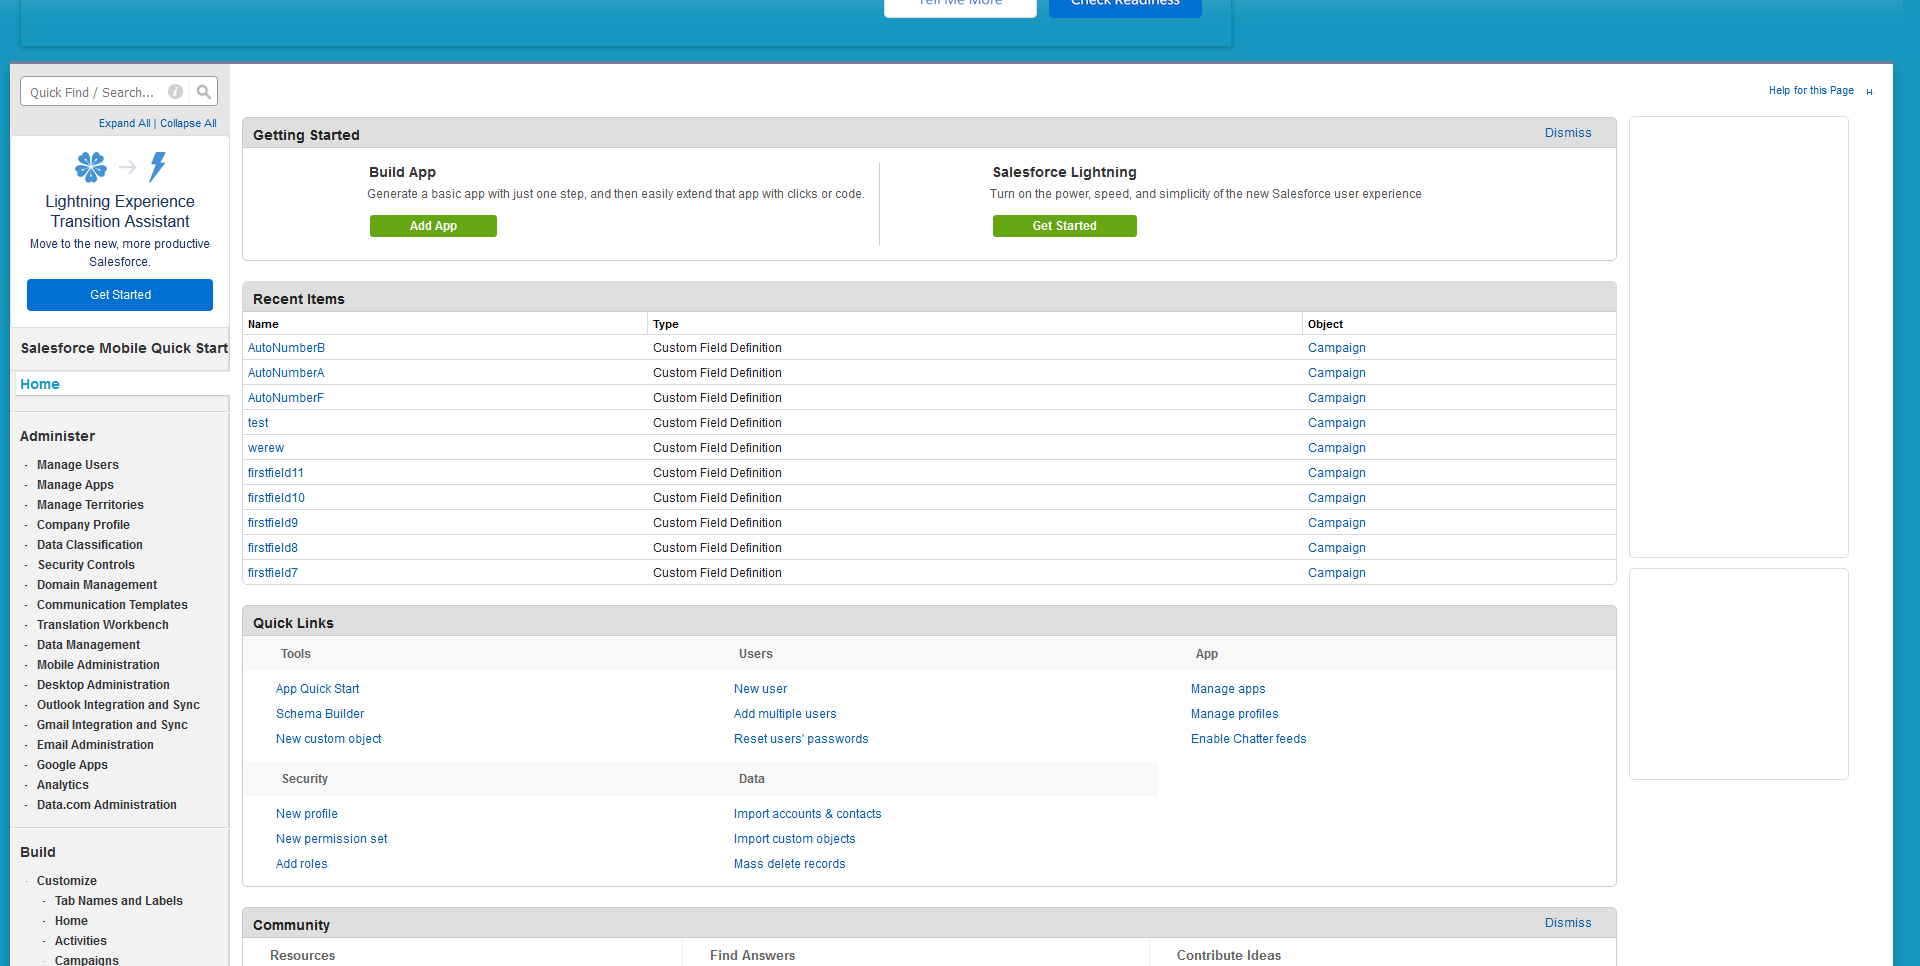 Tell Me More
Check Readiness
Quick Find / Search...
Expand All | Collapse All
Lightning Experience
Transition Assistant
Move to the new, more productive
Salesforce.
Get Started
Salesforce Mobile Quick Start
Home
Administer
Manage Users
Manage Apps
Manage Territories
Company Profile
Data Classification
Security Controls
Domain Management
Communication Templates
Translation Workbench
Data Management
Mobile Administration
Desktop Administration
Outlook Integration and Sync
Gmail Integration and Sync
Email Administration
Google Apps
Analytics
Data.com Administration
Build
Customize
Tab Names and Labels
Home
Activities
Campaigns
Help for this Page
Getting Started
Dismiss
Build App
Generate a basic app with just one step, and then easily extend that app with clicks or code.
Add App
Salesforce Lightning
Turn on the power, speed, and simplicity of the new Salesforce user experience
Get Started
Recent Items
Name Type Object
AutoNumberB Custom Field Definition Campaign
AutoNumberA Custom Field Definition Campaign
AutoNumberF Custom Field Definition Campaign
test Custom Field Definition Campaign
werew Custom Field Definition Campaign
firstfield11 Custom Field Definition Campaign
firstfield10 Custom Field Definition Campaign
firstfield9 Custom Field Definition Campaign
firstfield8 Custom Field Definition Campaign
firstfield7 Custom Field Definition Campaign
Quick Links
Tools Users App
App Quick Start New user Manage apps
Schema Builder Add multiple users Manage profiles
New custom object Reset users' passwords Enable Chatter feeds
Security Data
New profile Import accounts & contacts
New permission set Import custom objects
Add roles Mass delete records
Community
Dismiss
Resources Find Answers Contribute Ideas